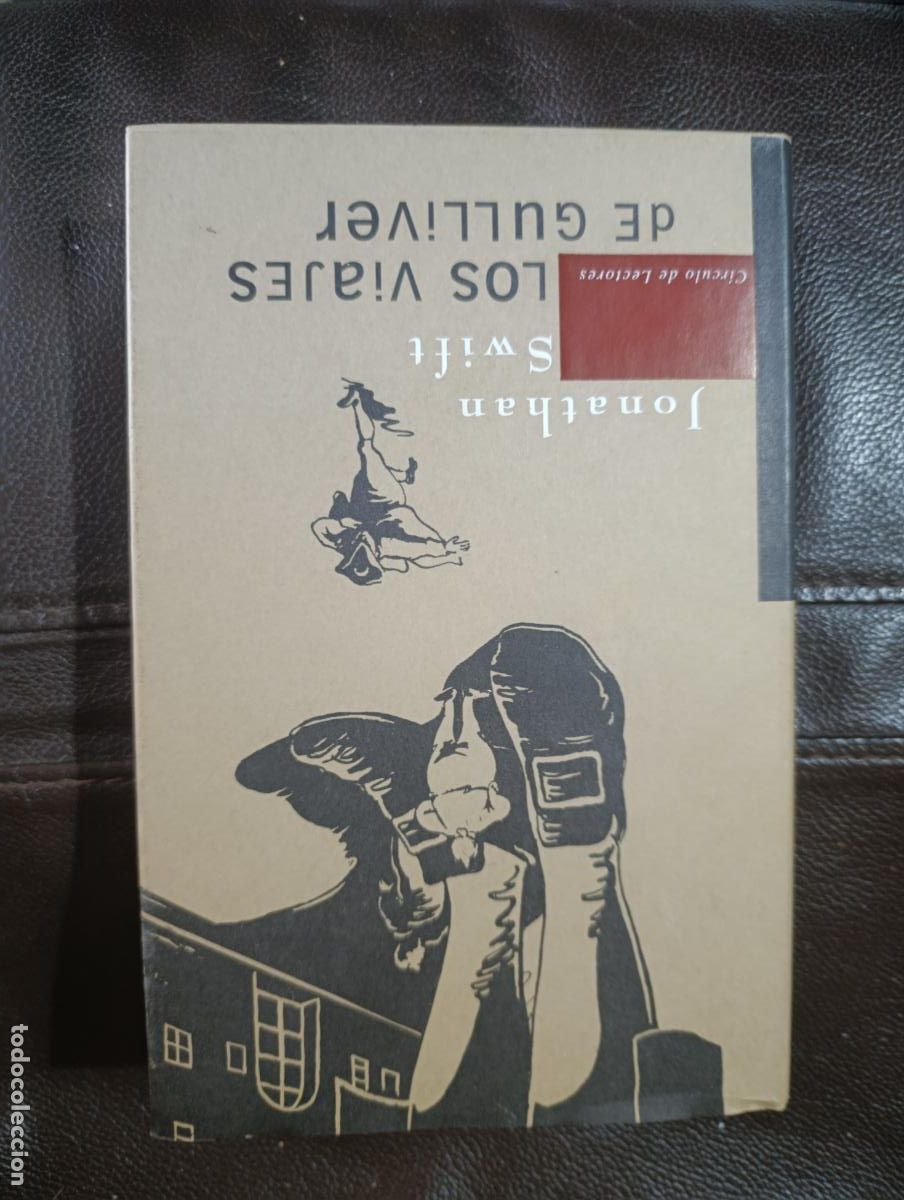 Jonathan
Swift
LOS ViaJES
dE GULLiVer
Círculo de Lectores
todocoleccion